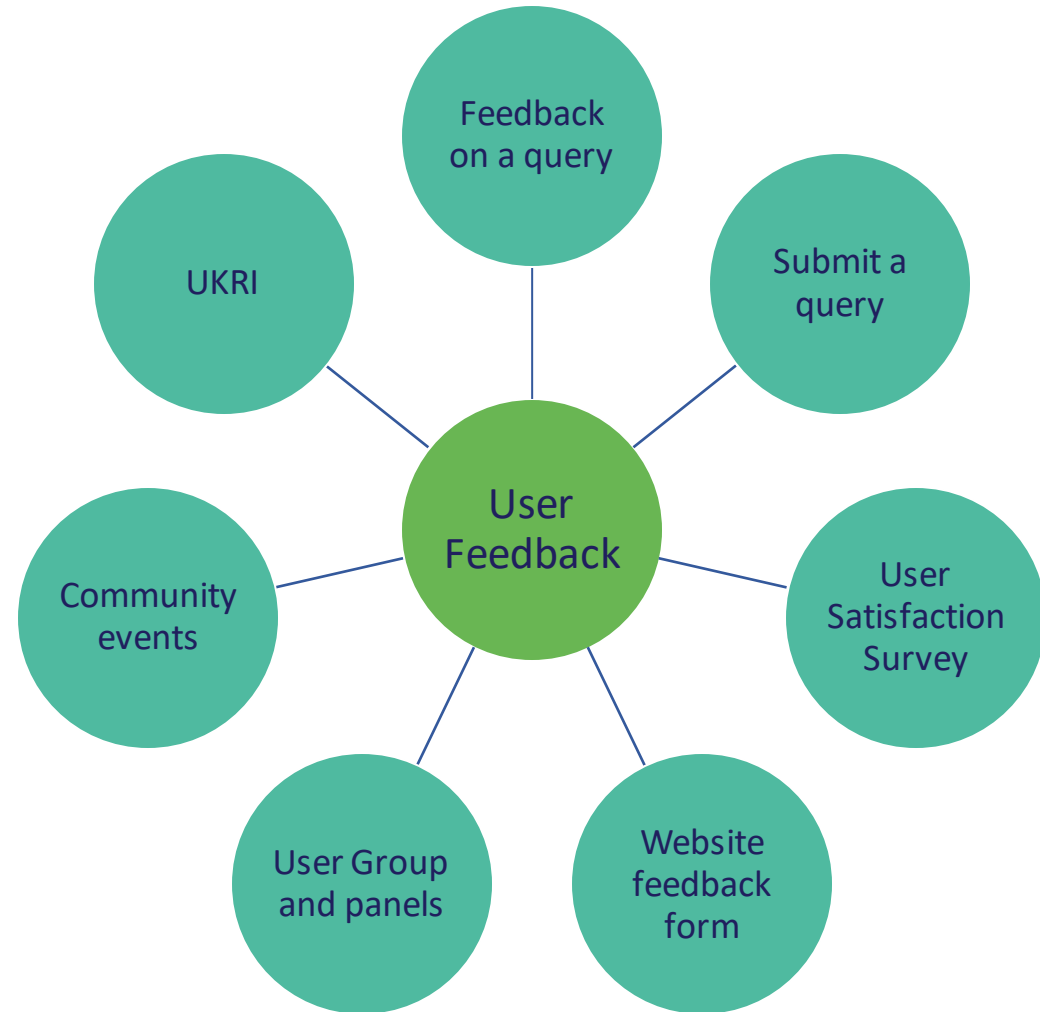 Feedback
on a query
Submit a
query
User
Satisfaction
Survey
Website
feedback
form
User Group
and panels
Community
events
UKRI
User
Feedback